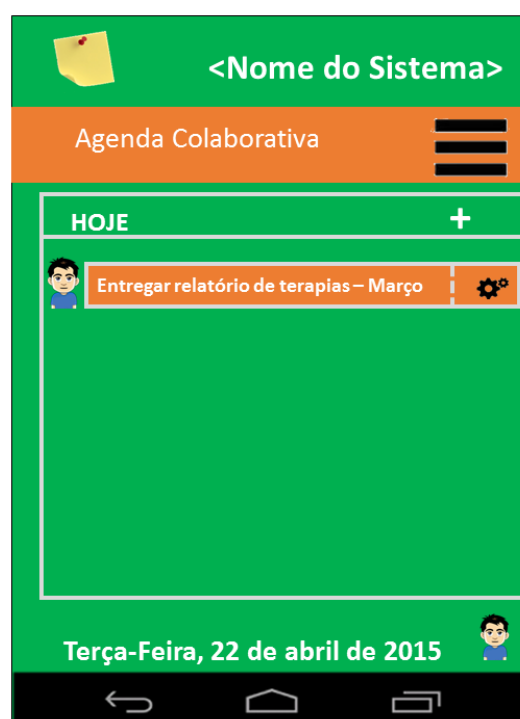 <Nome do Sistema>
Agenda Colaborativa
HOJE +
Entregar relatório de terapias – Março
Terça-Feira, 22 de abril de 2015